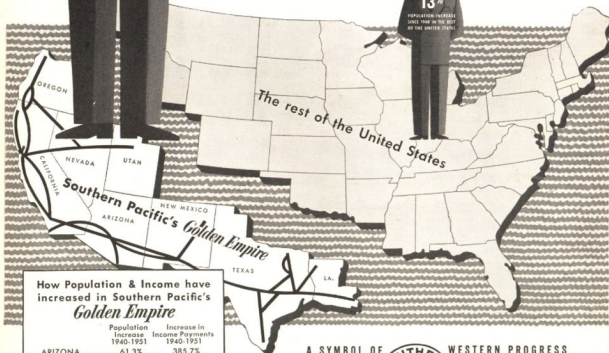 13%
POPULATION INCREASE
SINCE 1940 IN THE REST
OF THE UNITED STATES
The rest of the United States
OREGON
NEVADA
UTAH
CALIFORNIA
Southern Pacific's Golden Empire
ARIZONA
NEW MEXICO
TEXAS
LA.
How Population & Income have
increased in Southern Pacific's
Golden Empire
Population Increase 1940-1951
Increase in Income Payments 1940-1951
ARIZONA 61.3% 385.7%
A SYMBOL OF
WESTERN PROGRESS